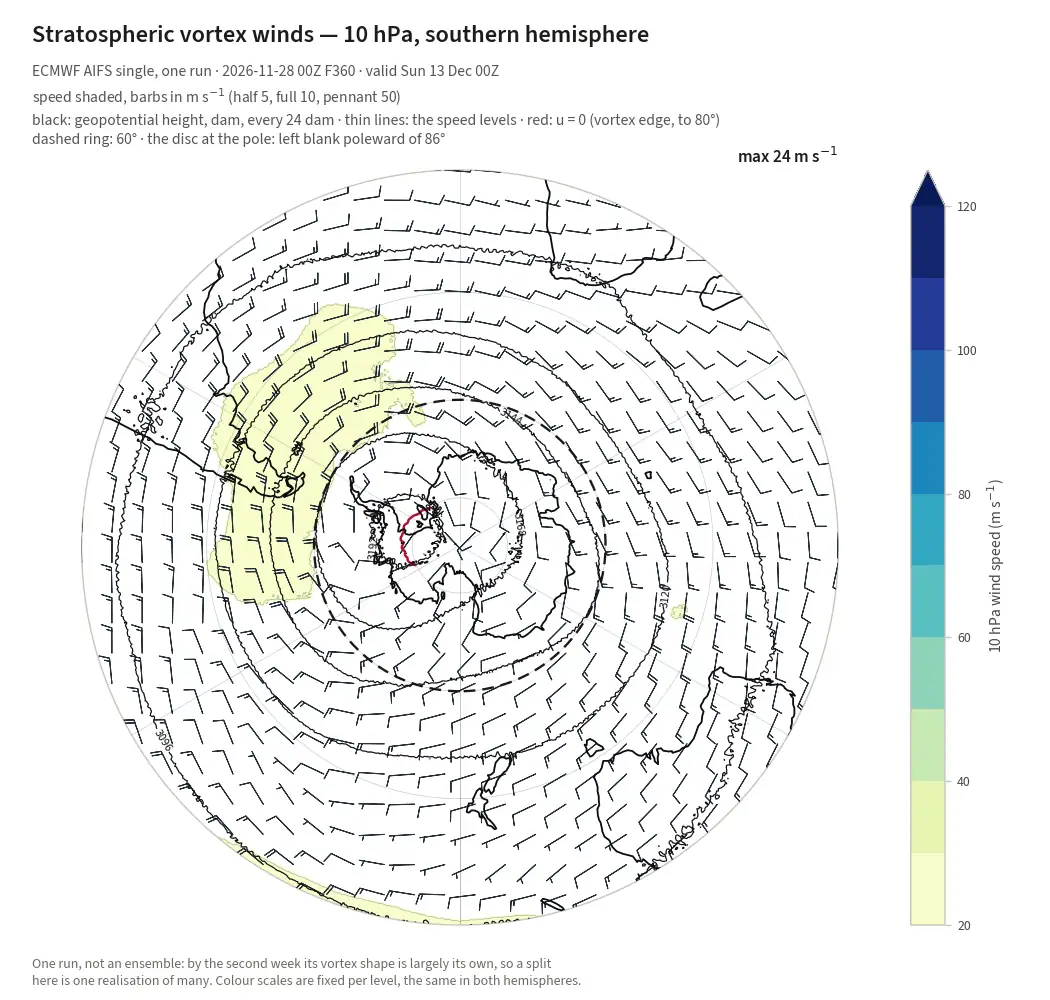 Stratospheric vortex winds — 10 hPa, southern hemisphere
ECMWF AIFS single, one run · 2026-11-28 00Z F360 · valid Sun 13 Dec 00Z
speed shaded, barbs in m s⁻¹ (half 5, full 10, pennant 50)
black: geopotential height, dam, every 24 dam · thin lines: the speed levels · red: u = 0 (vortex edge, to 80°)
dashed ring: 60° · the disc at the pole: left blank poleward of 86°
max 24 m s⁻¹
120
100
80
60
40
20
10 hPa wind speed (m s⁻¹)
3144
3192
3168
3120
3096
One run, not an ensemble: by the second week its vortex shape is largely its own, so a split
here is one realisation of many. Colour scales are fixed per level, the same in both hemispheres.